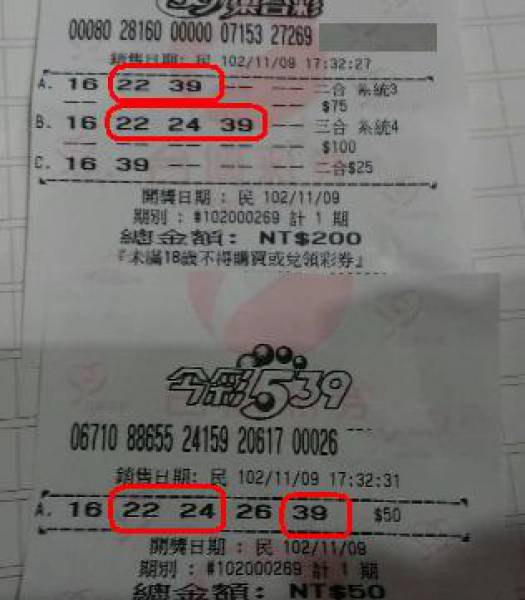 39樂合彩
00080 28160 00000 07153 27269
銷售日期: 民 102/11/09 17:32:27
A. 16 22 39 -- -- 二合 系統3
-- -- -- -- -- $75
B. 16 22 24 39 -- 三合 系統4
-- -- -- -- -- $100
C. 16 39 -- -- -- 二合$25
開獎日期 : 民 102/11/09
期別 : #102000269 計 1 期
總金額: NT$200
『未滿18歲不得購買或兌領彩券』
今彩539
06710 88655 24159 20617 00026
銷售日期: 民 102/11/09 17:32:31
A. 16 22 24 26 39 $50
開獎日期 : 民 102/11/09
期別 : #102000269 計 1 期
總金額: NT$50